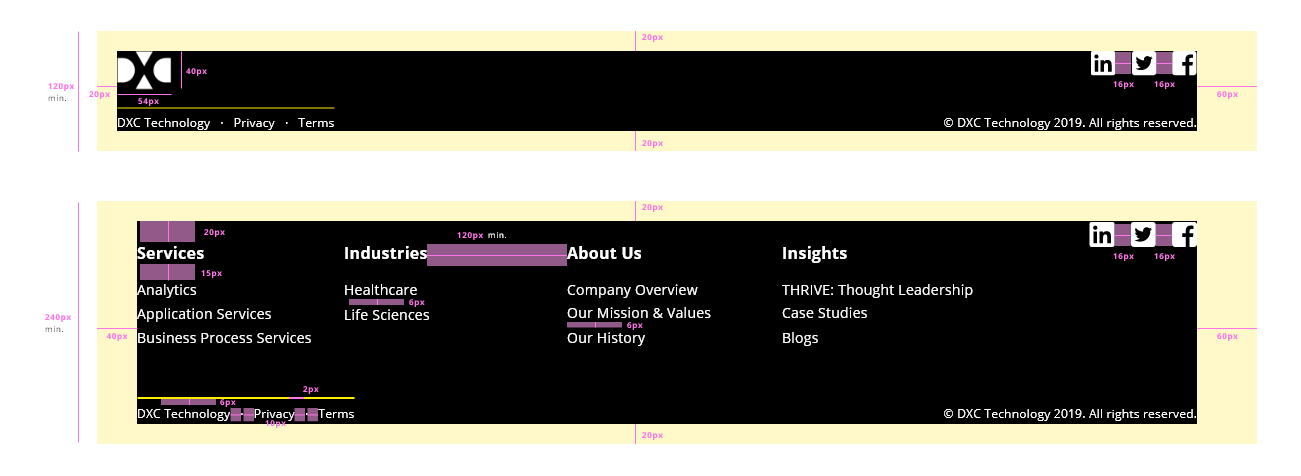 20px
40px
120px
min.
20px
54px
16px
16px
60px
DXC Technology · Privacy · Terms
© DXC Technology 2019. All rights reserved.
20px
20px
20px
120px min.
Services
Industries
About Us
Insights
16px
16px
15px
Analytics
Healthcare
Company Overview
THRIVE: Thought Leadership
6px
Application Services
Life Sciences
Our Mission & Values
Case Studies
240px
min.
6px
40px
Business Process Services
Our History
Blogs
60px
2px
6px
DXC Technology · Privacy · Terms
© DXC Technology 2019. All rights reserved.
10px
20px